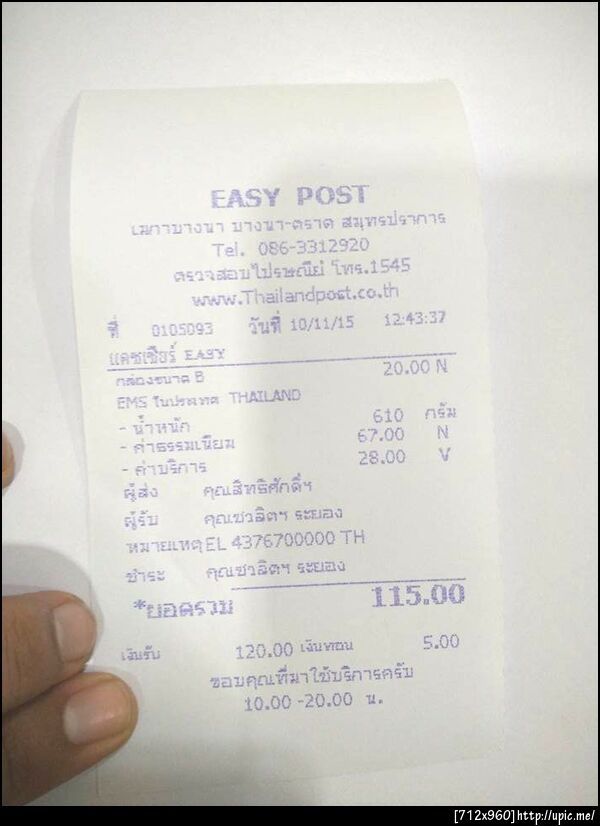 EASY POST
เมกาบางนา บางนา-ตราด สมุทรปราการ
Tel. 086-3312920
ตรวจสอบไปรษณีย์ โทร.1545
www.Thailandpost.co.th
ที่ 0105093 วันที่ 10/11/15 12:43:37
แคชเชียร์ EASY
กล่องขนาด B 20.00 N
EMS ในประเทศ THAILAND
- น้ำหนัก 610 กรัม
- ค่าธรรมเนียม 67.00 N
- ค่าบริการ 28.00 V
ผู้ส่ง คุณสิทธิศักดิ์ฯ
ผู้รับ คุณชวลิตฯ ระยอง
หมายเหตุ EL 4376700000 TH
ชำระ คุณชวลิตฯ ระยอง
*ยอดรวม 115.00
เงินรับ 120.00 เงินทอน 5.00
ขอบคุณที่มาใช้บริการครับ
10.00 -20.00 น.
[712x960]http://upic.me/